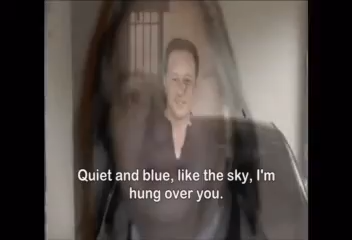 Quiet and blue, like the sky, I'm
hung over you.